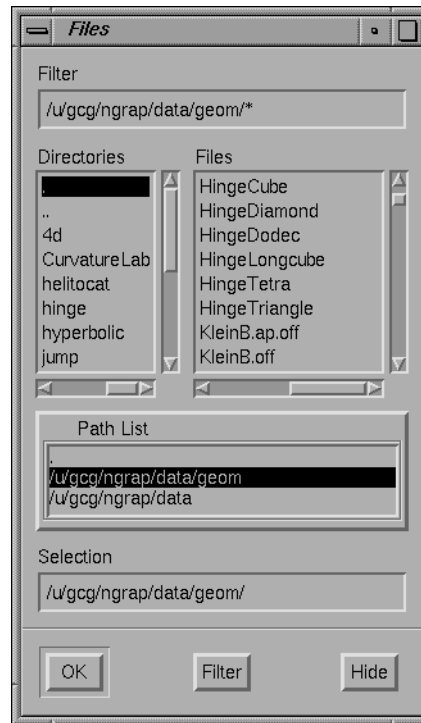 Files
Filter
/u/gcg/ngrap/data/geom/*
Directories
.
..
4d
CurvatureLab
helitocat
hinge
hyperbolic
jump
Files
HingeCube
HingeDiamond
HingeDodec
HingeLongcube
HingeTetra
HingeTriangle
KleinB.ap.off
KleinB.off
Path List
.
/u/gcg/ngrap/data/geom
/u/gcg/ngrap/data
Selection
/u/gcg/ngrap/data/geom/
OK
Filter
Hide